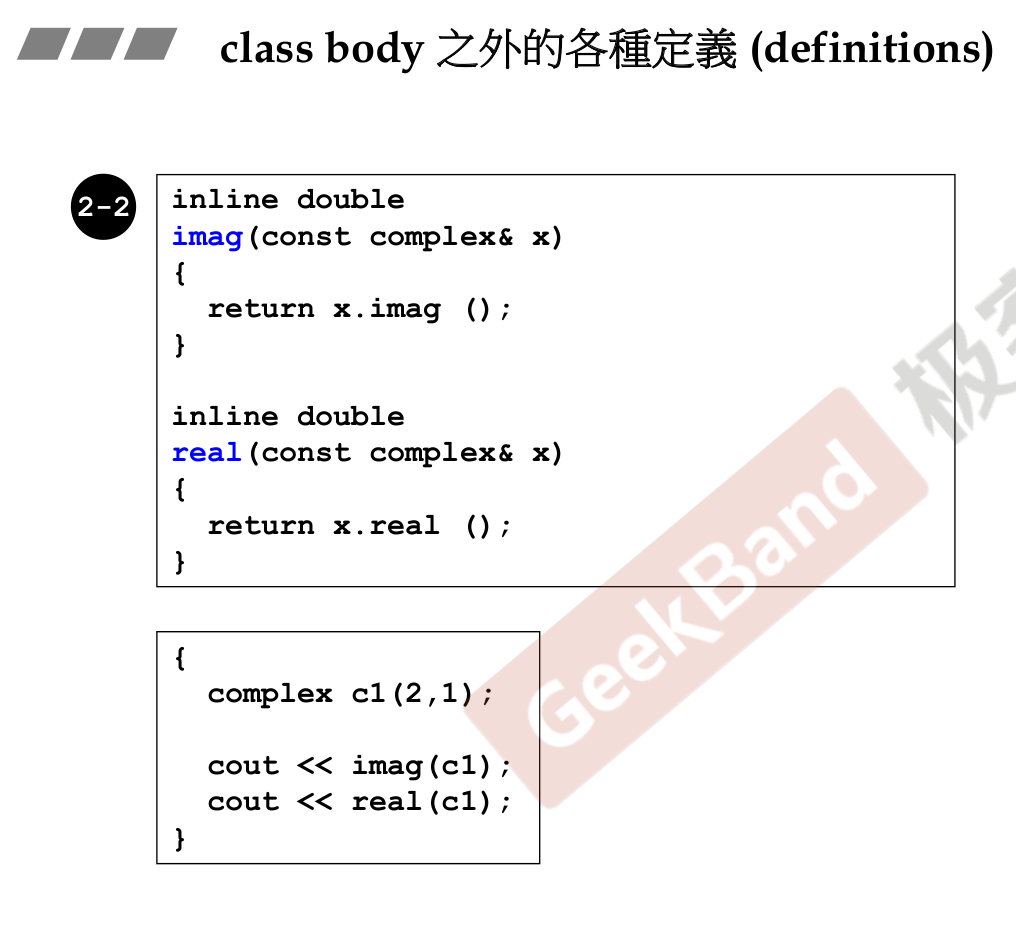 class body 之外的各種定義 (definitions)
2-2
inline double
imag(const complex& x)
{
  return x.imag ();
}
inline double
real(const complex& x)
{
  return x.real ();
}
{
  complex c1(2,1);
  cout << imag(c1);
  cout << real(c1);
}
GeekBand
极